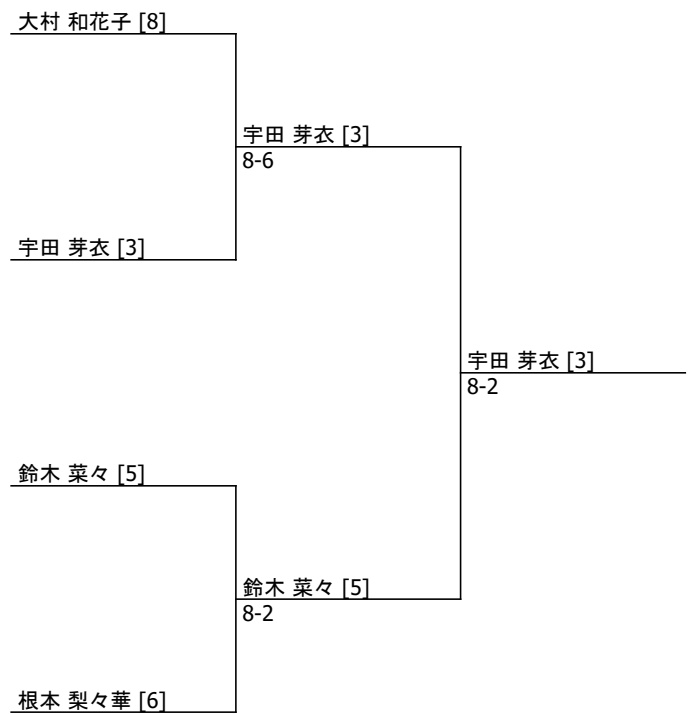 大村 和花子 [8]
宇田 芽衣 [3]
8-6
宇田 芽衣 [3]
宇田 芽衣 [3]
8-2
鈴木 菜々 [5]
鈴木 菜々 [5]
8-2
根本 梨々華 [6]